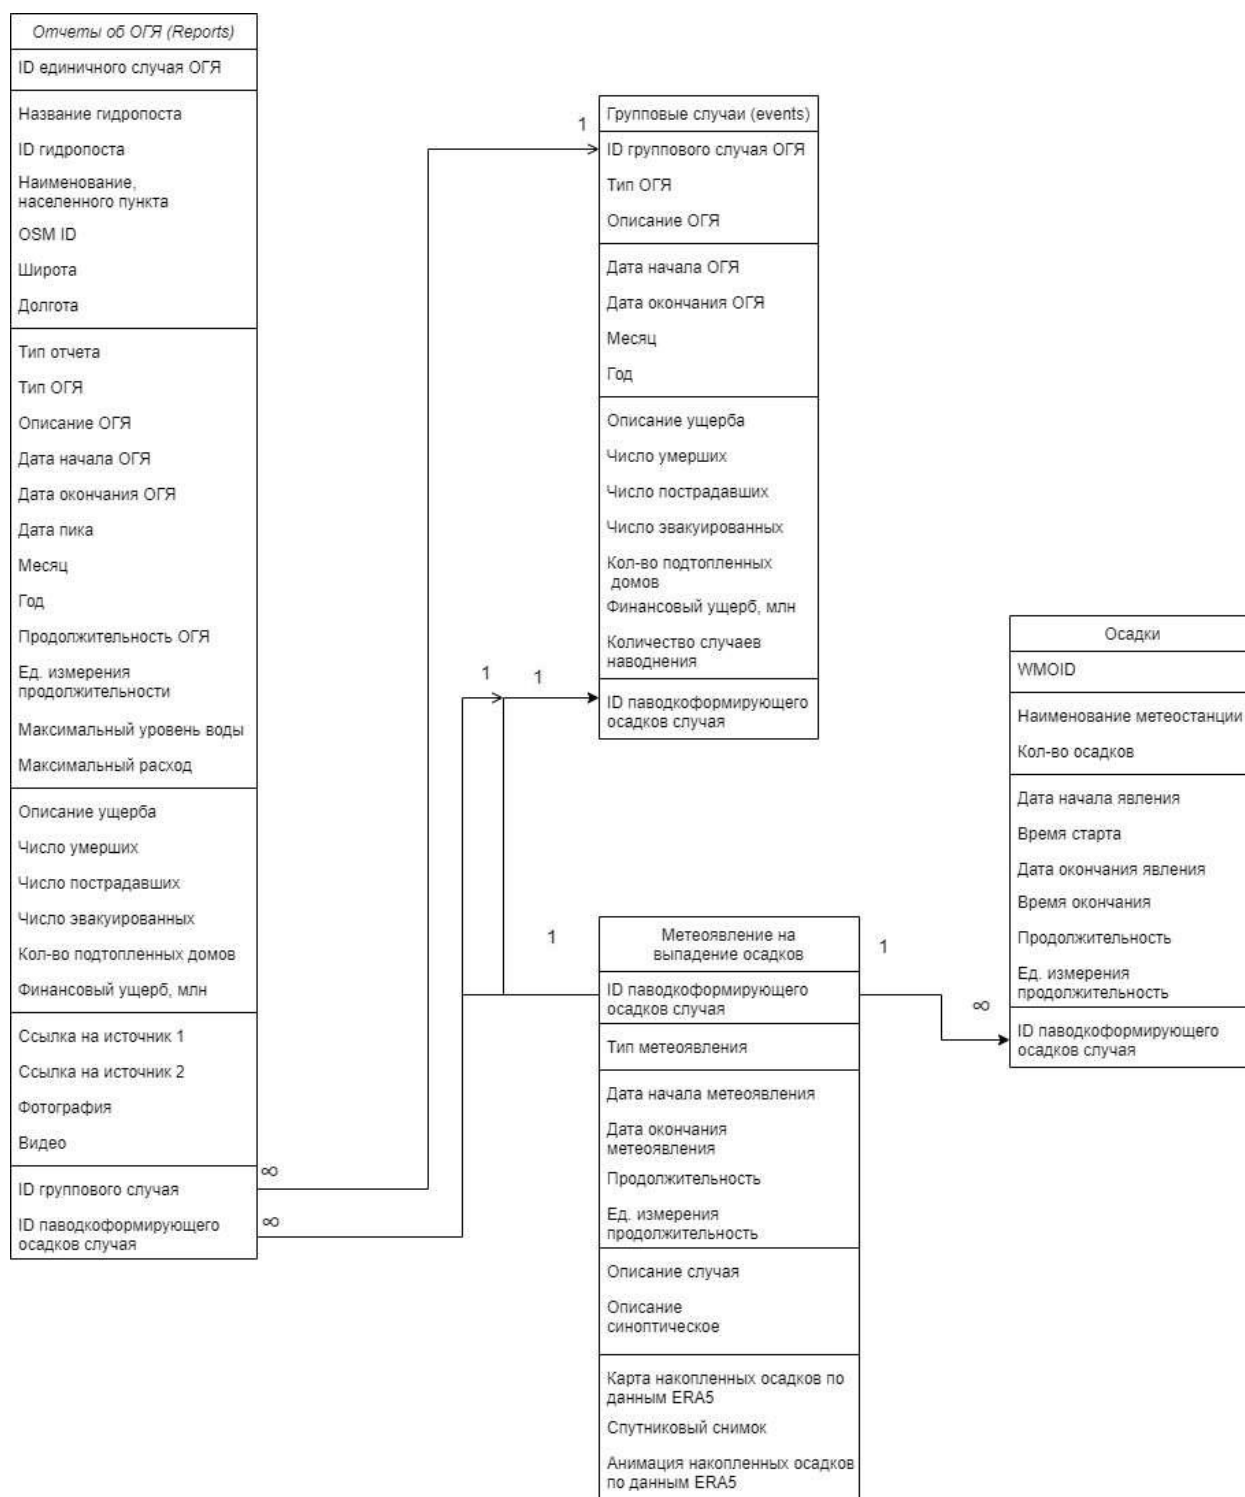 Отчеты об ОГЯ (Reports)
ID единичного случая ОГЯ
Название гидропоста
ID гидропоста
Наименование,
населенного пункта
OSM ID
Широта
Долгота
Тип отчета
Тип ОГЯ
Описание ОГЯ
Дата начала ОГЯ
Дата окончания ОГЯ
Дата пика
Месяц
Год
Продолжительность ОГЯ
Ед. измерения
продолжительности
Максимальный уровень воды
Максимальный расход
Описание ущерба
Число умерших
Число пострадавших
Число эвакуированных
Кол-во подтопленных домов
Финансовый ущерб, млн
Ссылка на источник 1
Ссылка на источник 2
Фотография
Видео
ID группового случая
ID паводкоформирующего
осадков случая
∞
∞
1
Групповые случаи (events)
ID группового случая ОГЯ
Тип ОГЯ
Описание ОГЯ
Дата начала ОГЯ
Дата окончания ОГЯ
Месяц
Год
Описание ущерба
Число умерших
Число пострадавших
Число эвакуированных
Кол-во подтопленных
домов
Финансовый ущерб, млн
Количество случаев
наводнения
ID паводкоформирующего
осадков случая
1
1
1
Метеоявление на
выпадение осадков
ID паводкоформирующего
осадков случая
Тип метеоявления
Дата начала метеоявления
Дата окончания
метеоявления
Продолжительность
Ед. измерения
продолжительность
Описание случая
Описание
синоптическое
Карта накопленных осадков по
данным ERA5
Спутниковый снимок
Анимация накопленных осадков
по данным ERA5
1
∞
Осадки
WMOID
Наименование метеостанции
Кол-во осадков
Дата начала явления
Время старта
Дата окончания явления
Время окончания
Продолжительность
Ед. измерения
продолжительность
ID паводкоформирующего
осадков случая